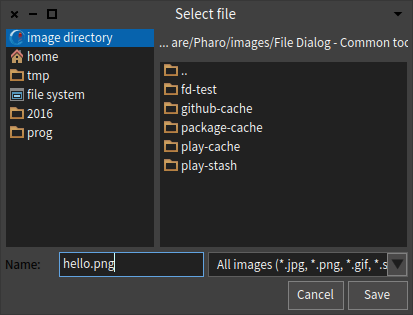 Select file
image directory
home
tmp
file system
2016
prog
... are/Pharo/images/File Dialog - Common too
..
fd-test
github-cache
package-cache
play-cache
play-stash
Name:
hello.png
All images (*.jpg, *.png, *.gif, *.s
Cancel
Save